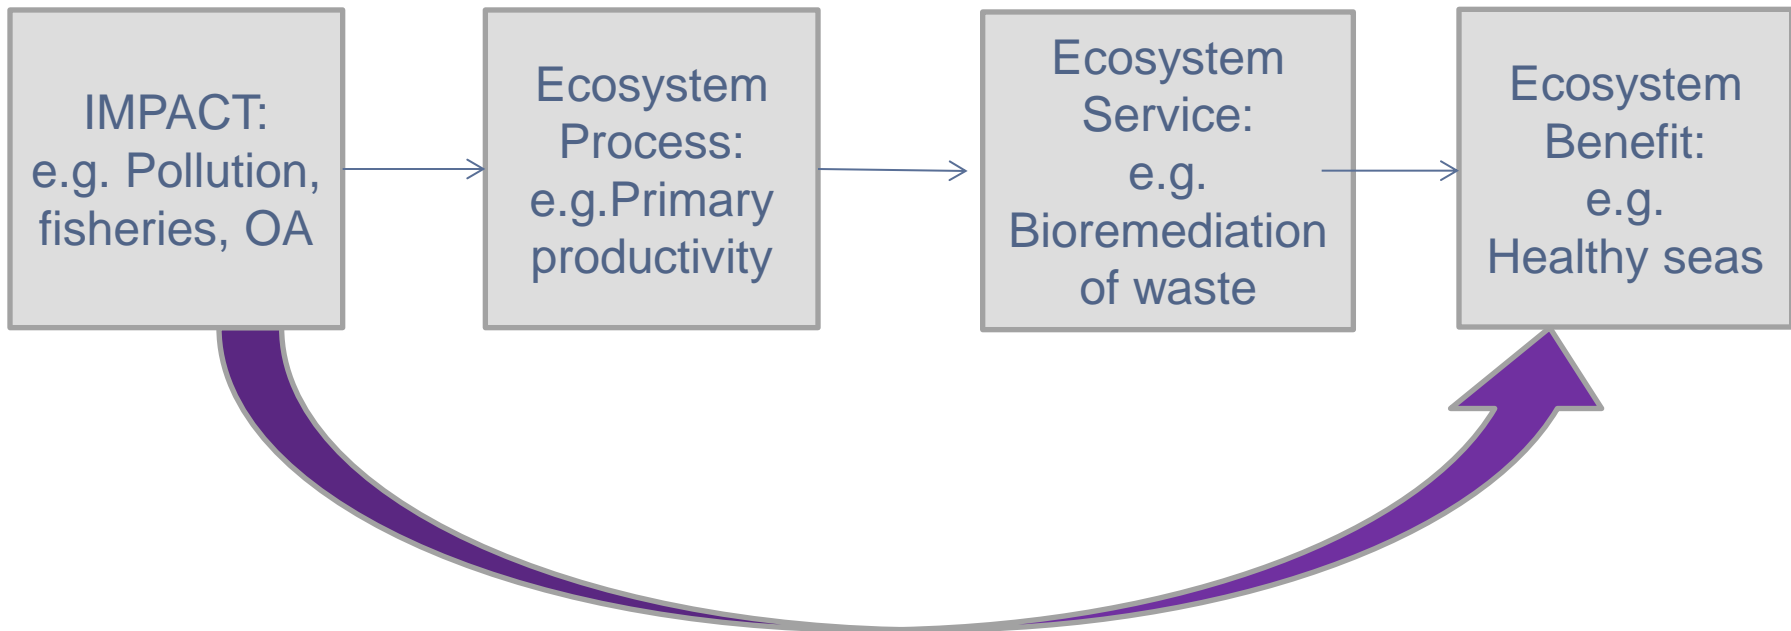 IMPACT:
e.g. Pollution,
fisheries, OA
Ecosystem
Process:
e.g.Primary
productivity
Ecosystem
Service:
e.g.
Bioremediation
of waste
Ecosystem
Benefit:
e.g.
Healthy seas